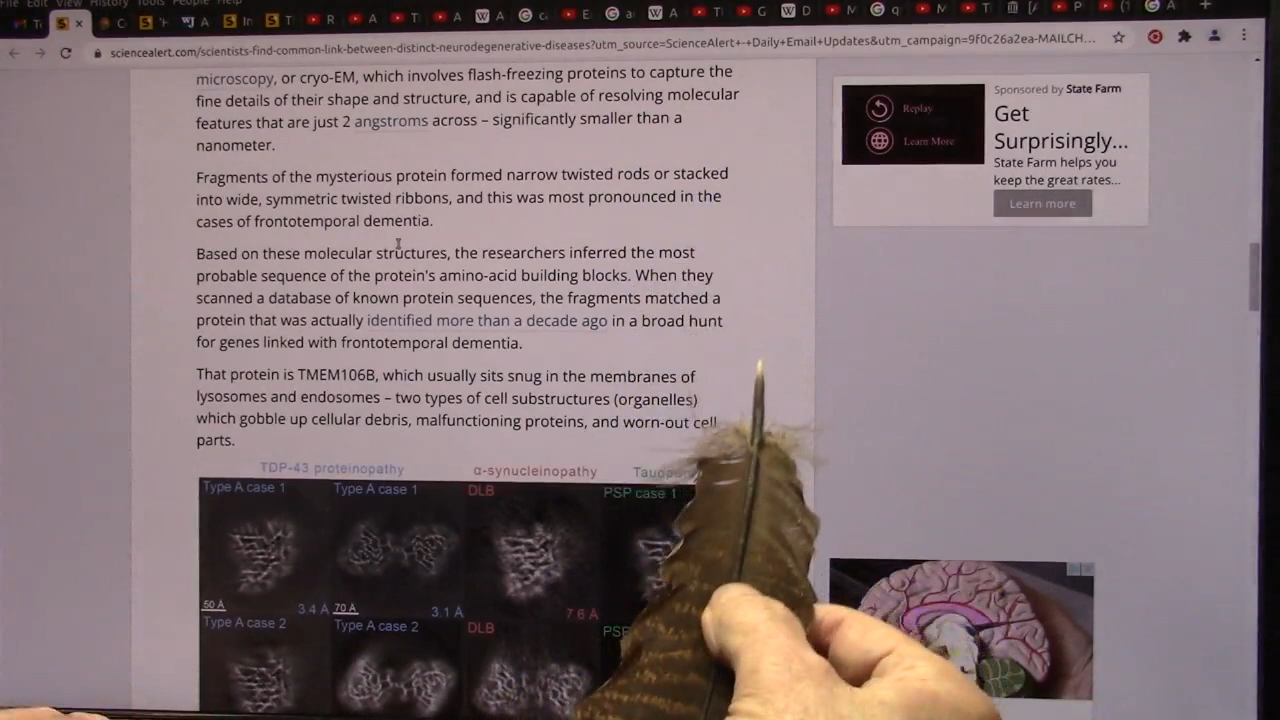 File Edit View History Tools People Help
sciencealert.com/scientists-find-common-link-between-distinct-neurodegenerative-diseases?utm_source=ScienceAlert+-+Daily+Email+Updates&utm_campaign=9f0c26a2ea-MAILCH...
microscopy, or cryo-EM, which involves flash-freezing proteins to capture the
fine details of their shape and structure, and is capable of resolving molecular
features that are just 2 angstroms across – significantly smaller than a
nanometer.
Fragments of the mysterious protein formed narrow twisted rods or stacked
into wide, symmetric twisted ribbons, and this was most pronounced in the
cases of frontotemporal dementia.
Based on these molecular structures, the researchers inferred the most
probable sequence of the protein's amino-acid building blocks. When they
scanned a database of known protein sequences, the fragments matched a
protein that was actually identified more than a decade ago in a broad hunt
for genes linked with frontotemporal dementia.
That protein is TMEM106B, which usually sits snug in the membranes of
lysosomes and endosomes – two types of cell substructures (organelles)
which gobble up cellular debris, malfunctioning proteins, and worn-out cell
parts.
TDP-43 proteinopathy α-synucleinopathy
Type A case 1 Type A case 1 DLB PSP case 1
50 Å 3.4 Å 70 Å 3.1 Å 7.6 Å
Type A case 2 Type A case 2 DLB PSP
Replay
Learn More
Sponsored by State Farm
Get
Surprisingly...
State Farm helps you
keep the great rates...
Learn more